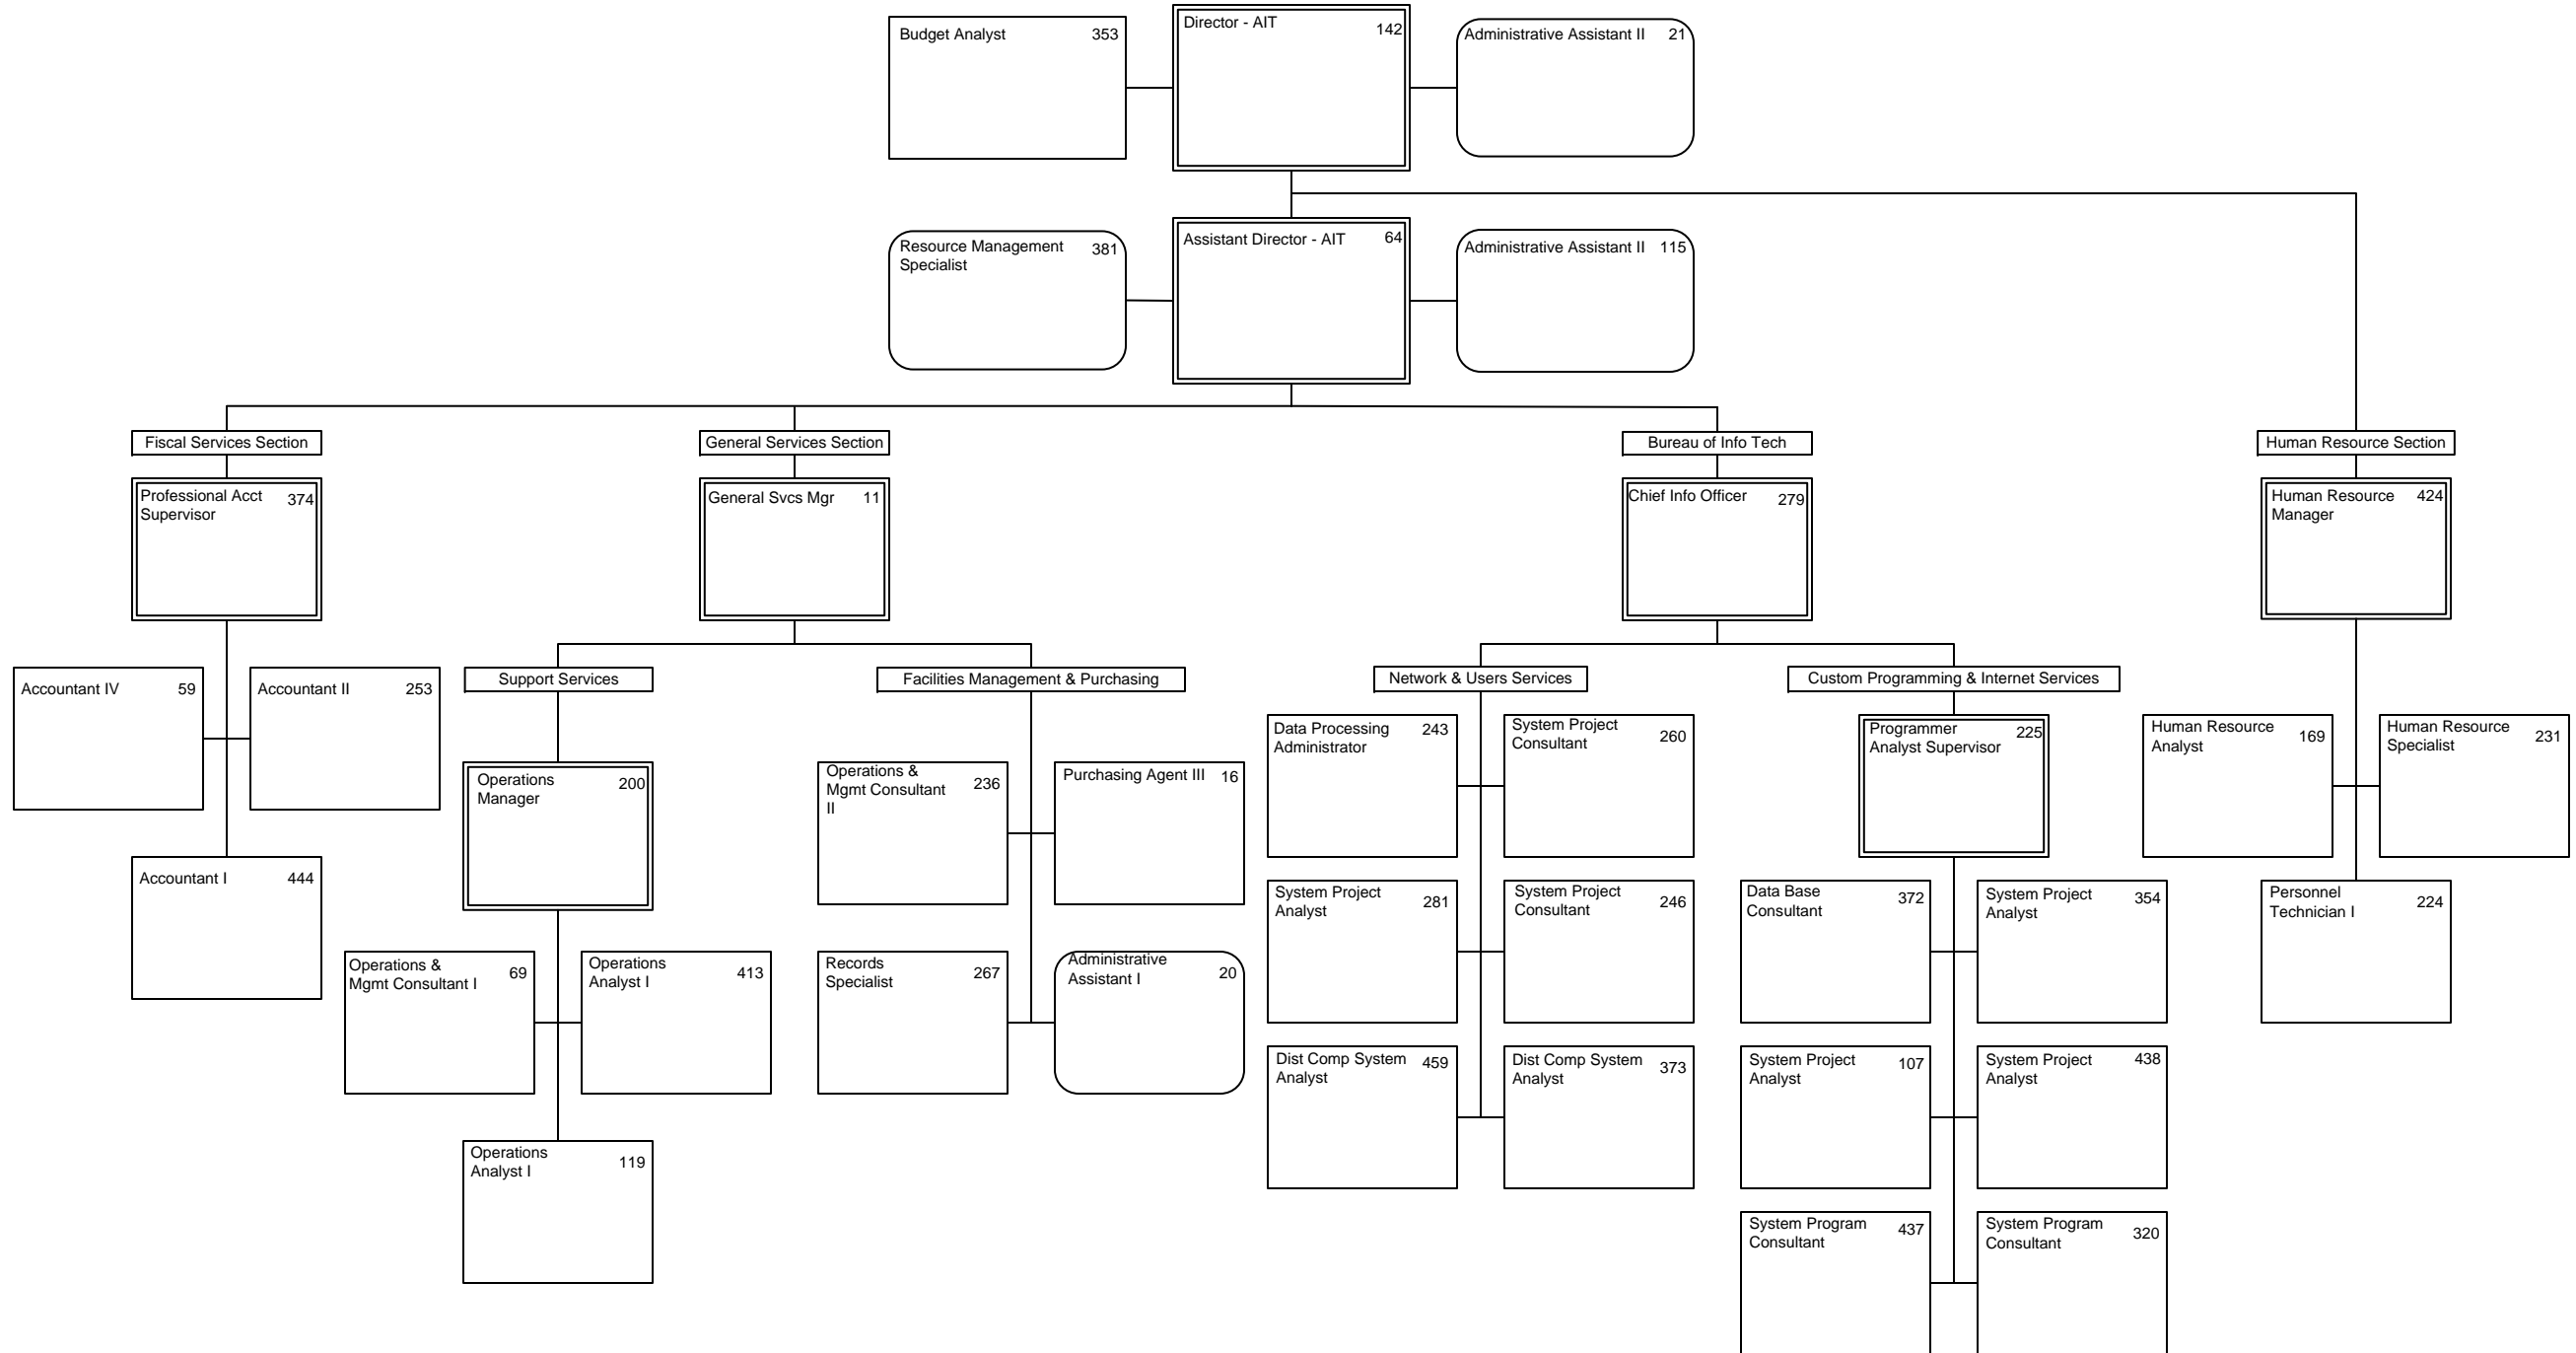 Budget Analyst 353
Director - AIT 142
Administrative Assistant II 21
Resource Management 381
Specialist
Assistant Director - AIT 64
Administrative Assistant II 115
Fiscal Services Section
General Services Section
Bureau of Info Tech
Human Resource Section
Professional Acct 374
Supervisor
General Svcs Mgr 11
Chief Info Officer 279
Human Resource 424
Manager
Accountant IV 59
Accountant II 253
Accountant I 444
Support Services
Facilities Management & Purchasing
Operations 200
Manager
Operations &
Mgmt Consultant I 69
Operations
Analyst I 413
Operations
Analyst I 119
Operations &
Mgmt Consultant 236
II
Purchasing Agent III 16
Records
Specialist 267
Administrative
Assistant I 20
Network & Users Services
Custom Programming & Internet Services
Data Processing 243
Administrator
System Project
Consultant 260
System Project
Analyst 281
System Project
Consultant 246
Dist Comp System 459
Analyst
Dist Comp System 373
Analyst
Programmer 225
Analyst Supervisor
Data Base 372
Consultant
System Project 354
Analyst
System Project 107
Analyst
System Project 438
Analyst
System Program 437
Consultant
System Program 320
Consultant
Human Resource 169
Analyst
Human Resource 231
Specialist
Personnel 224
Technician I